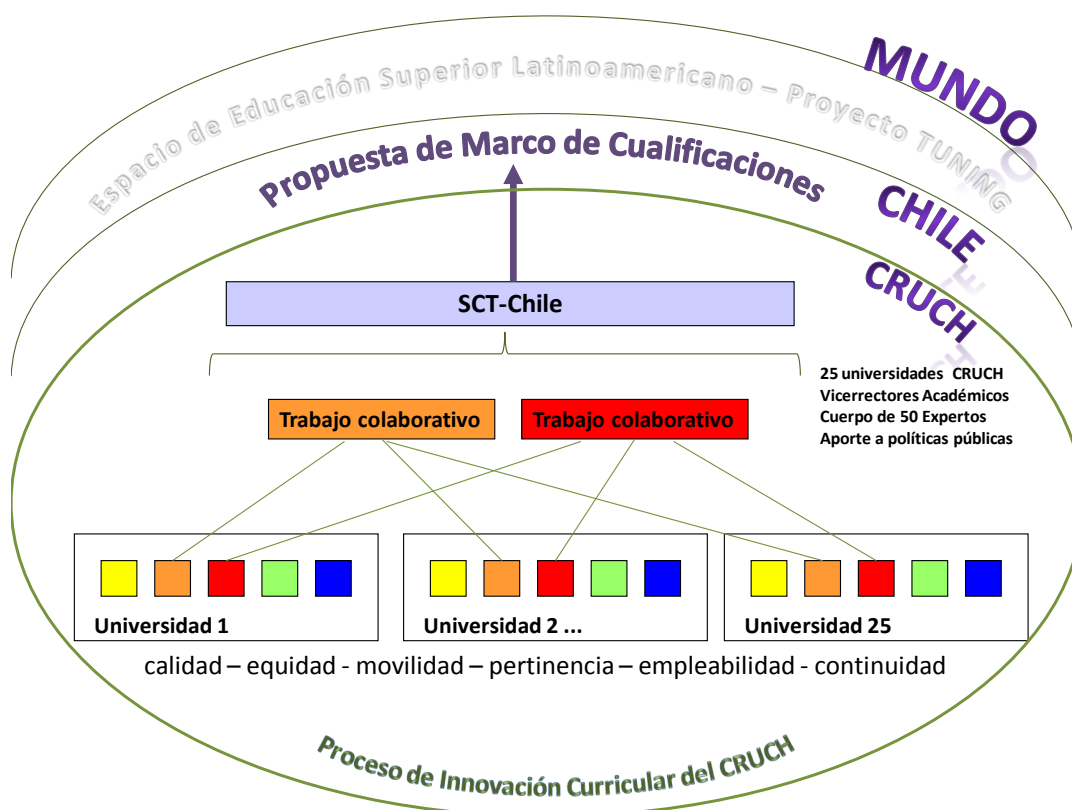 MUNDO
Espacio de Educación Superior Latinoamericano – Proyecto TUNING
Propuesta de Marco de Cualificaciones
CHILE
CRUCH
SCT-Chile
25 universidades CRUCH
Vicerrectores Académicos
Cuerpo de 50 Expertos
Aporte a políticas públicas
Trabajo colaborativo
Trabajo colaborativo
Universidad 1
Universidad 2 ...
Universidad 25
calidad – equidad - movilidad – pertinencia – empleabilidad - continuidad
Proceso de Innovación Curricular del CRUCH